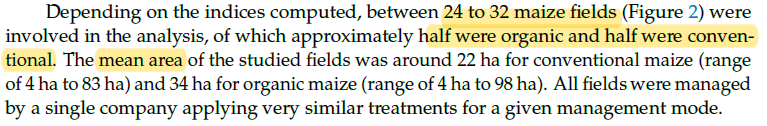 Depending on the indices computed, between 24 to 32 maize fields (Figure 2) were
involved in the analysis, of which approximately half were organic and half were conven-
tional. The mean area of the studied fields was around 22 ha for conventional maize (range
of 4 ha to 83 ha) and 34 ha for organic maize (range of 4 ha to 98 ha). All fields were managed
by a single company applying very similar treatments for a given management mode.